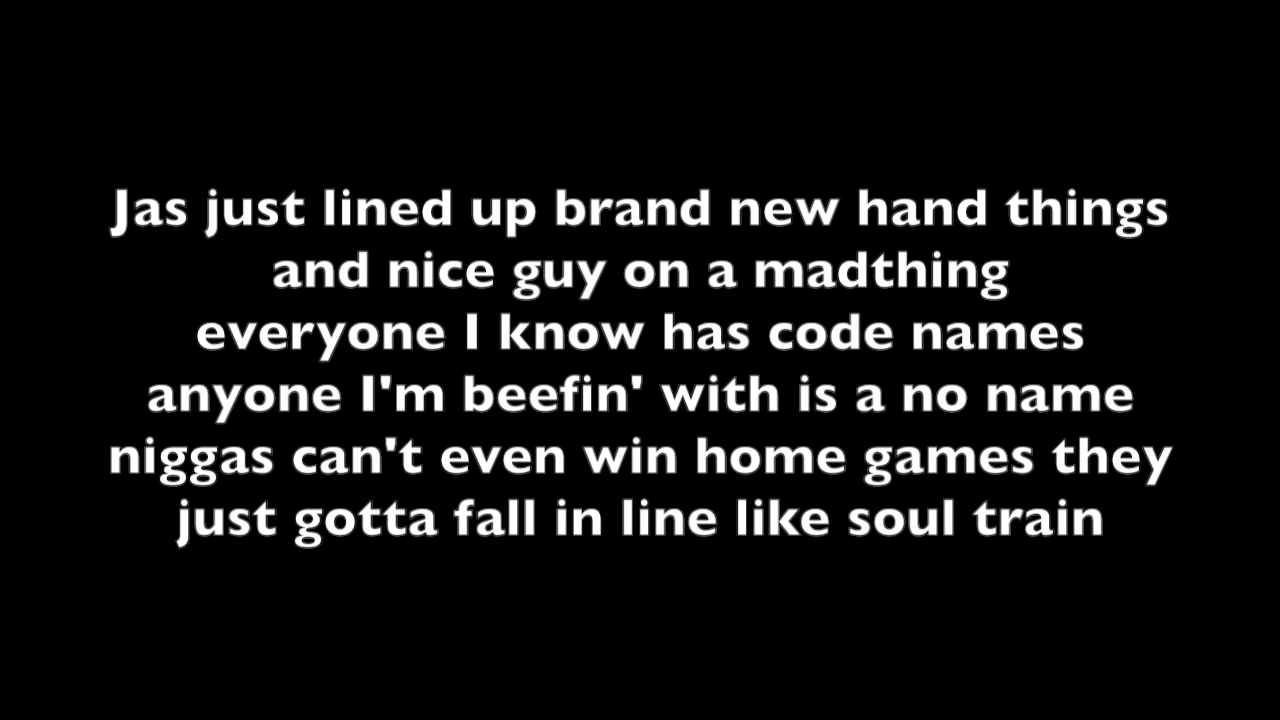 Jas just lined up brand new hand things
and nice guy on a madthing
everyone I know has code names
anyone I'm beefin' with is a no name
niggas can't even win home games they
just gotta fall in line like soul train